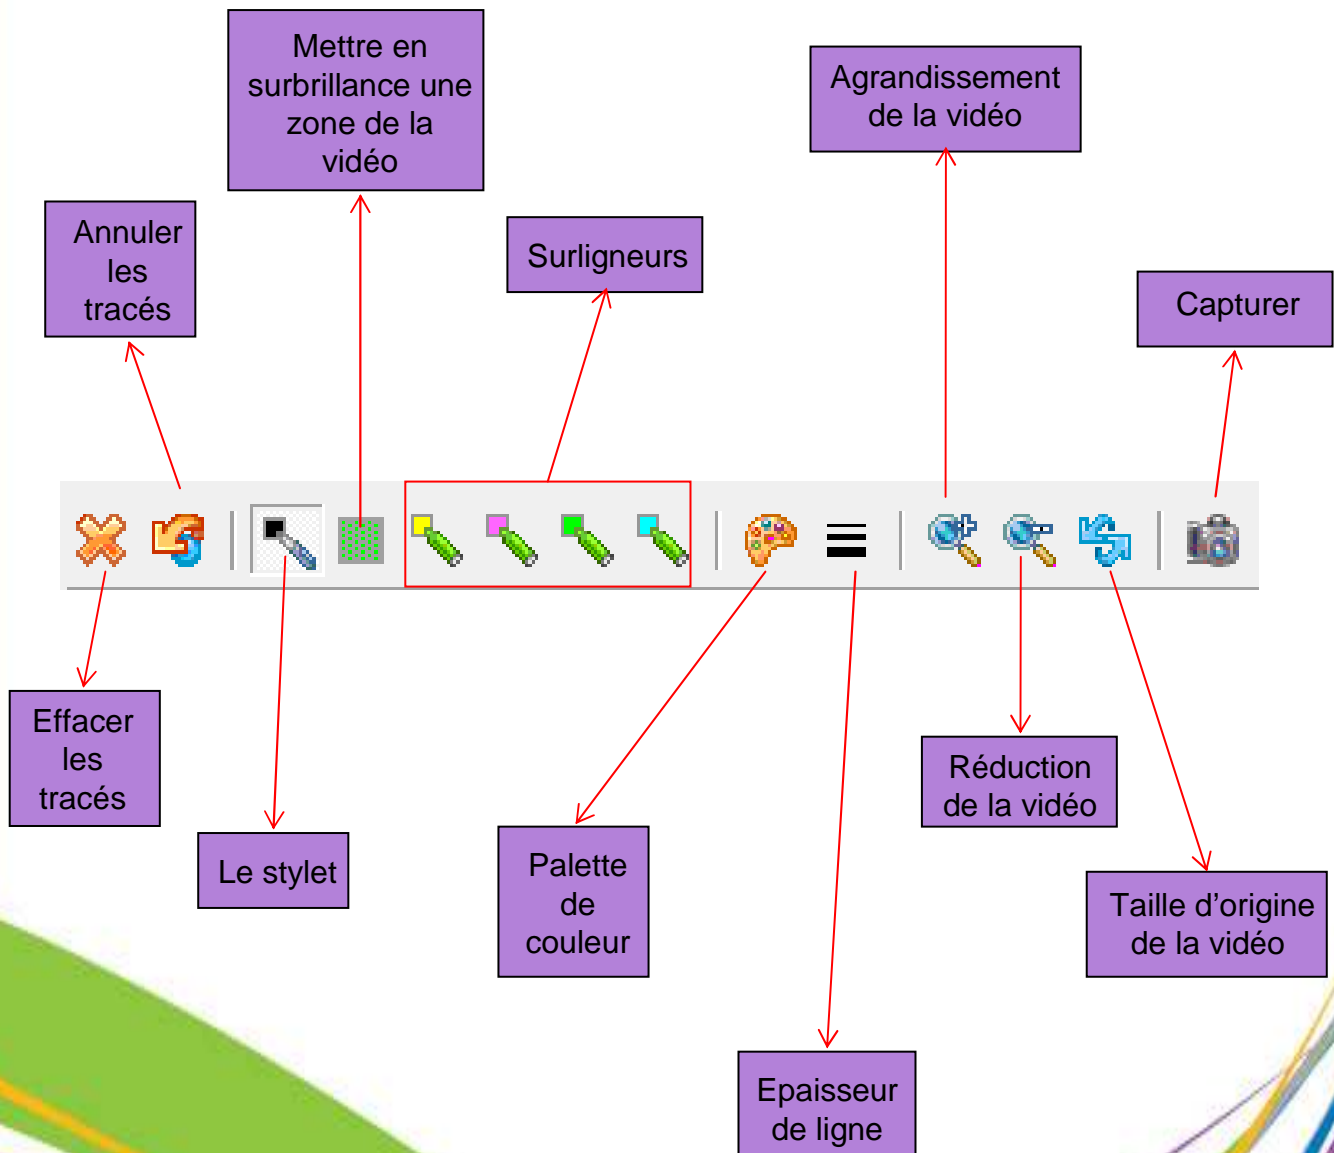 Mettre en
surbrillance une
zone de la
vidéo
Agrandissement
de la vidéo
Annuler
les
tracés
Surligneurs
Capturer
Effacer
les
tracés
Le stylet
Palette
de
couleur
Réduction
de la vidéo
Taille d'origine
de la vidéo
Epaisseur
de ligne